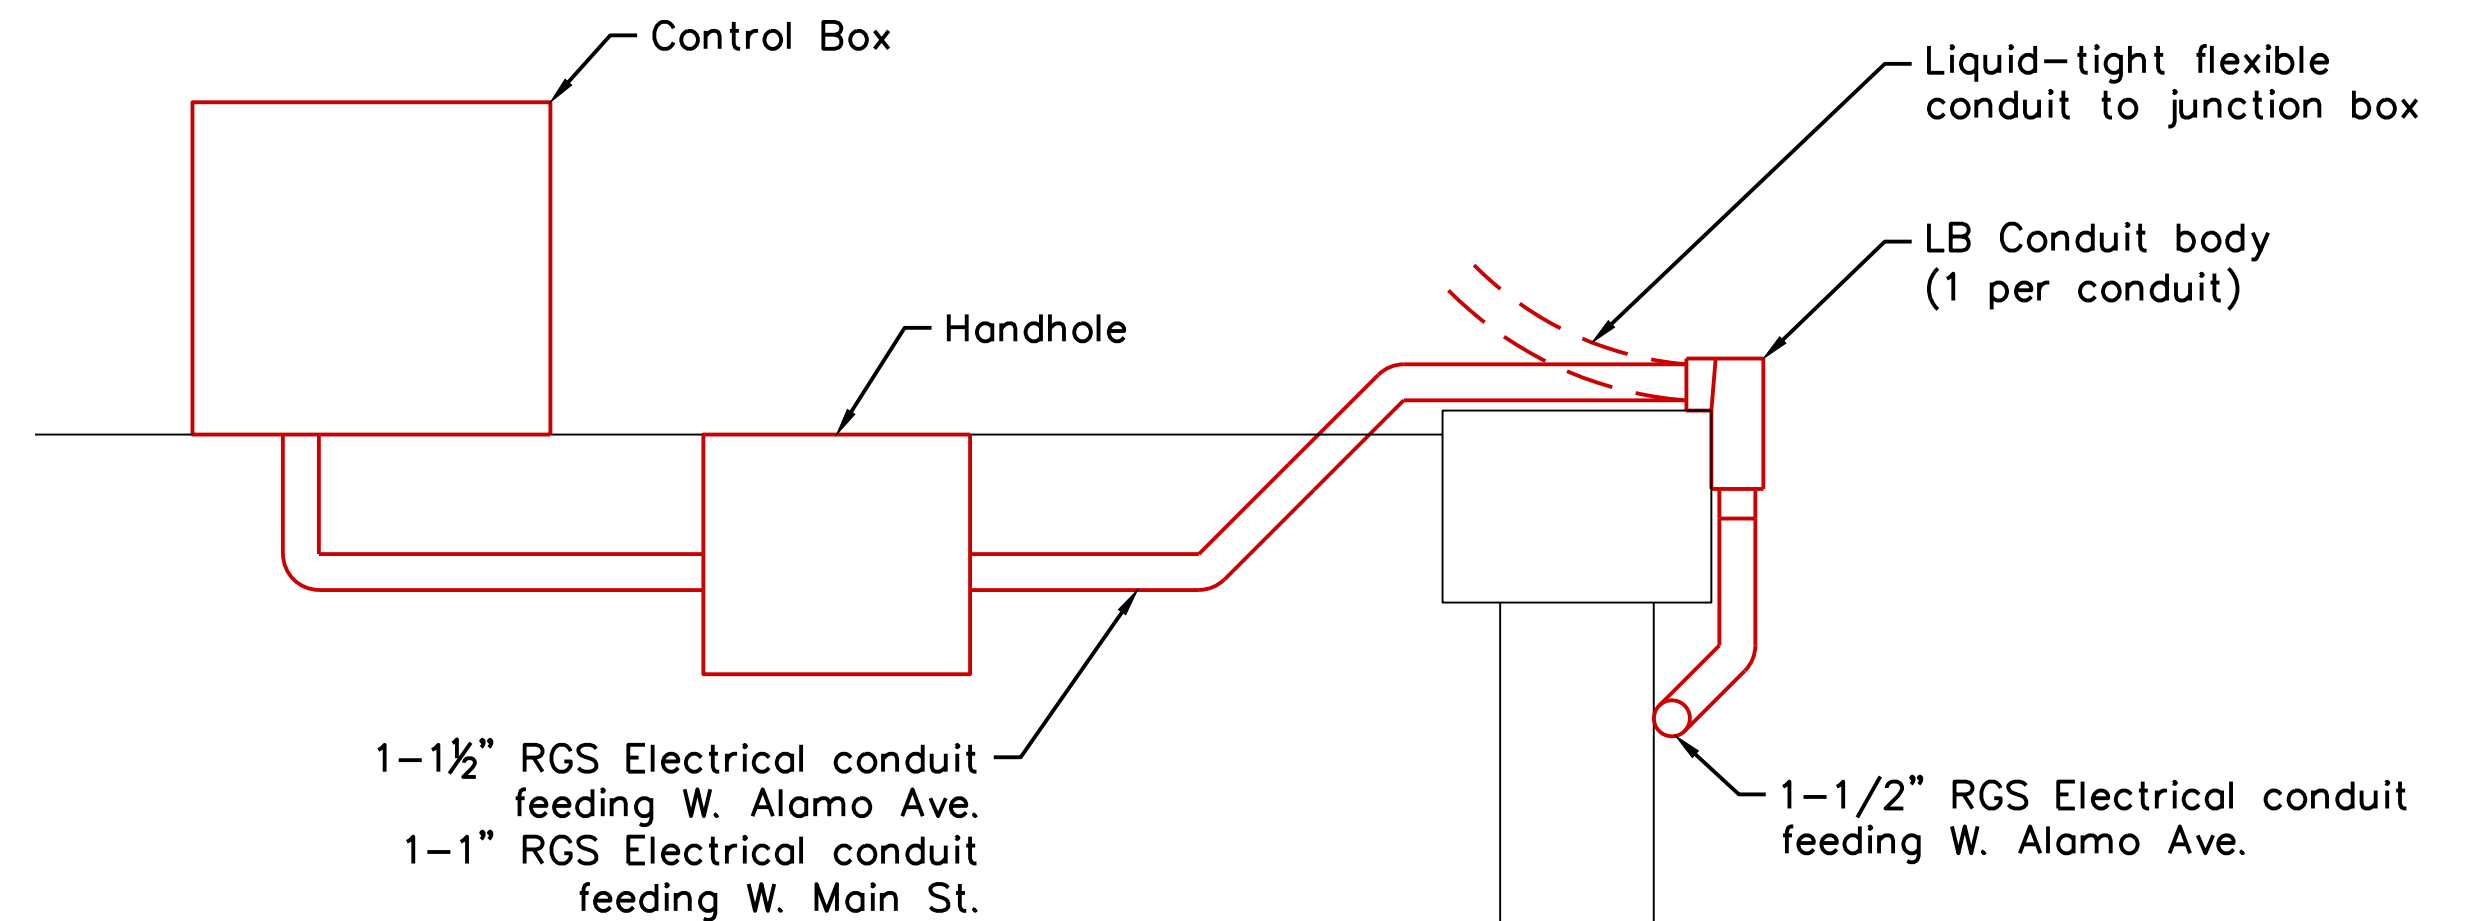 Control Box
Liquid-tight flexible
conduit to junction box
LB Conduit body
(1 per conduit)
Handhole
1-1½" RGS Electrical conduit
feeding W. Alamo Ave.
1-1" RGS Electrical conduit
feeding W. Main St.
1-1/2" RGS Electrical conduit
feeding W. Alamo Ave.